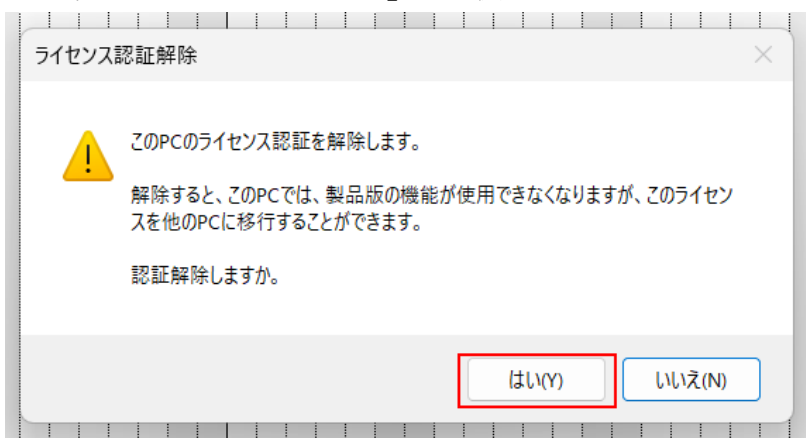 ライセンス認証解除
このPCのライセンス認証を解除します。
解除すると、このPCでは、製品版の機能が使用できなくなりますが、このライセン
スを他のPCに移行することができます。
認証解除しますか。
はい(Y)
いいえ(N)